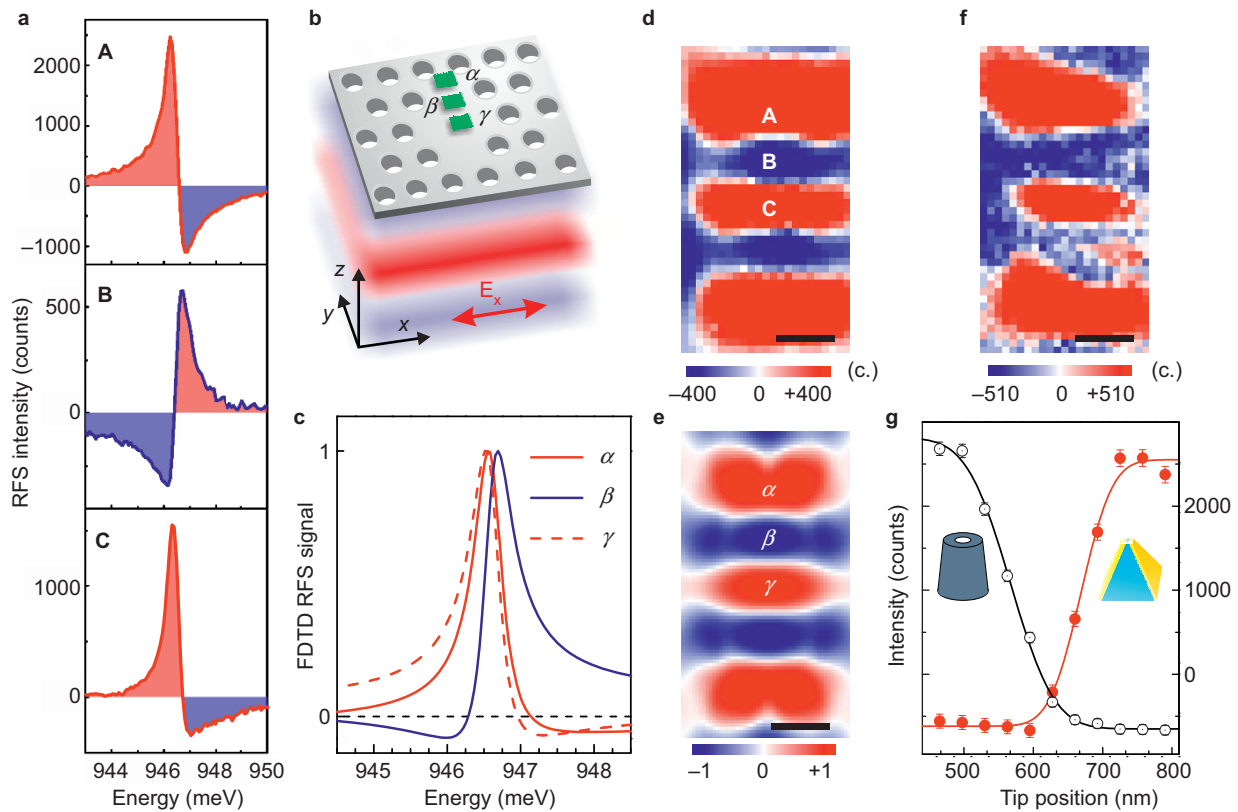 a
A
2000
1000
0
–1000
B
500
0
C
1000
0
944
946
948
950
Energy (meV)
RFS intensity (counts)
b
α
β
γ
z
y
x
E_x
c
1
0
α
β
γ
945
946
947
948
Energy (meV)
FDTD RFS signal
d
A
B
C
–400
0
+400
(c.)
e
α
β
γ
–1
0
+1
f
–510
0
+510
(c.)
g
2000
1000
0
Intensity (counts)
500
600
700
800
Tip position (nm)